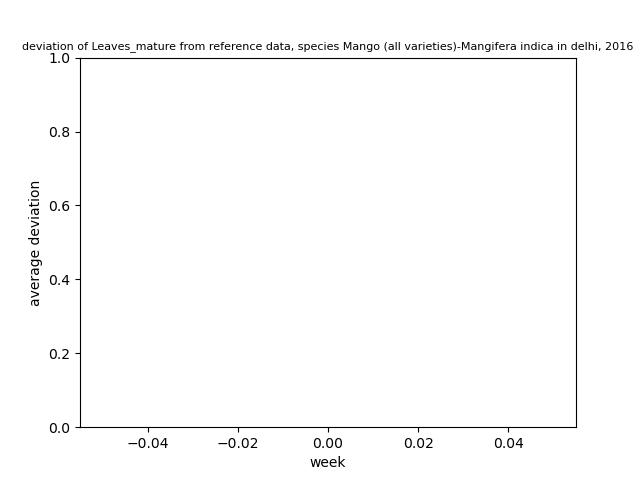 deviation of Leaves_mature from reference data, species Mango (all varieties)-Mangifera indica in delhi, 2016
1.0
0.8
0.6
0.4
0.2
0.0
average deviation
−0.04 −0.02 0.00 0.02 0.04
week